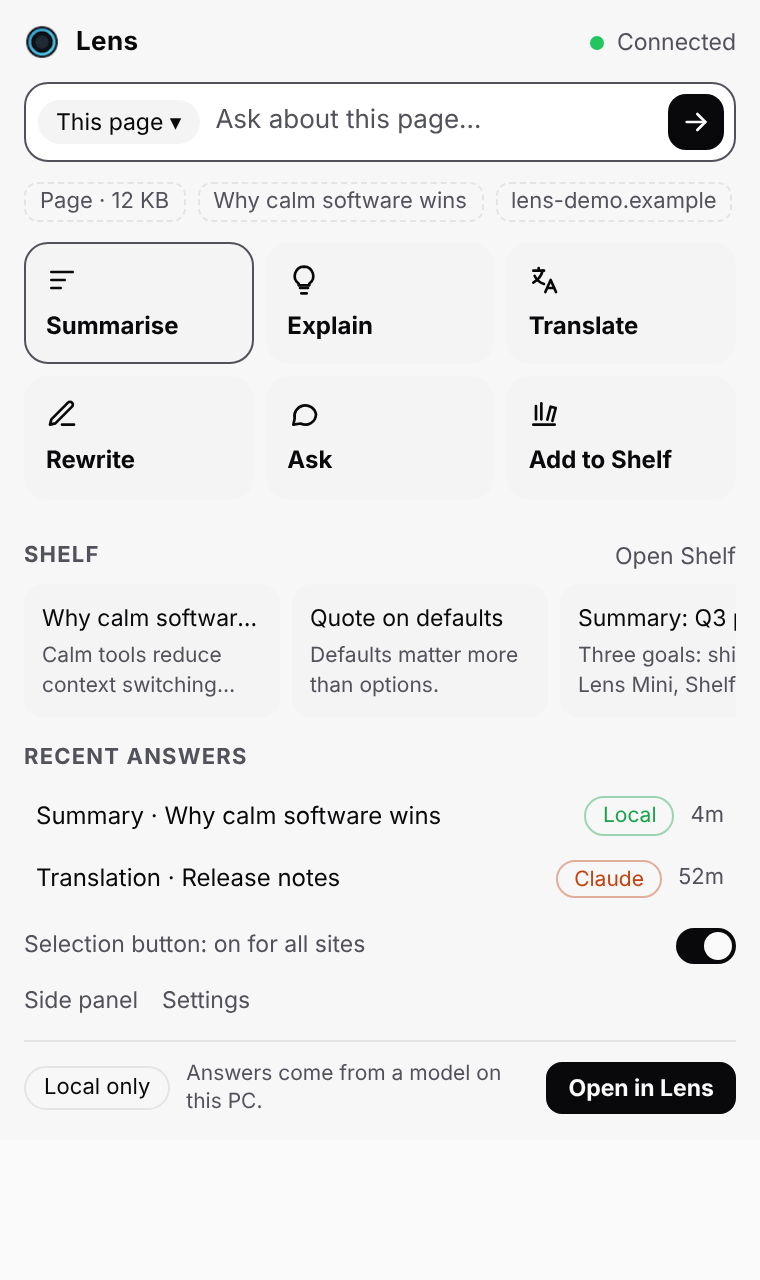 Lens
Connected
This page ▾
Ask about this page...
Page · 12 KB
Why calm software wins
lens-demo.example
Summarise
Explain
Translate
Rewrite
Ask
Add to Shelf
SHELF
Open Shelf
Why calm softwar...
Calm tools reduce
context switching...
Quote on defaults
Defaults matter more
than options.
Summary: Q3
Three goals: shi
Lens Mini, Shelf
RECENT ANSWERS
Summary · Why calm software wins
Local
4m
Translation · Release notes
Claude
52m
Selection button: on for all sites
Side panel
Settings
Local only
Answers come from a model on
this PC.
Open in Lens